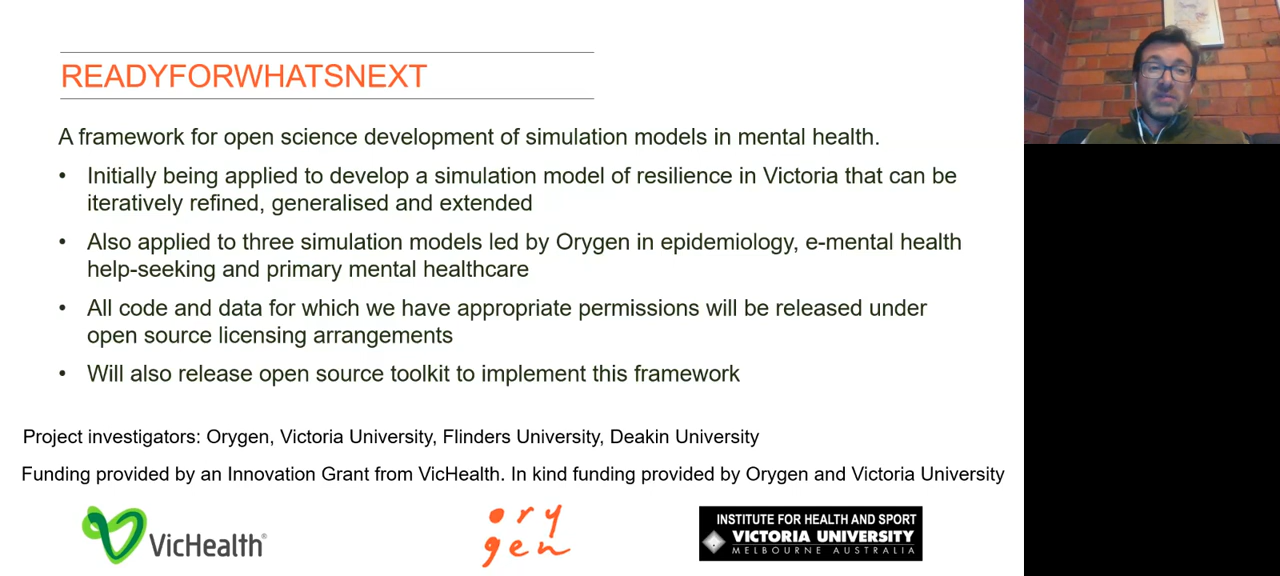 READYFORWHATSNEXT
A framework for open science development of simulation models in mental health.
• Initially being applied to develop a simulation model of resilience in Victoria that can be
iteratively refined, generalised and extended
• Also applied to three simulation models led by Orygen in epidemiology, e-mental health
help-seeking and primary mental healthcare
• All code and data for which we have appropriate permissions will be released under
open source licensing arrangements
• Will also release open source toolkit to implement this framework
Project investigators: Orygen, Victoria University, Flinders University, Deakin University
Funding provided by an Innovation Grant from VicHealth. In kind funding provided by Orygen and Victoria University
VicHealth®
ory
gen
INSTITUTE FOR HEALTH AND SPORT
VICTORIA UNIVERSITY
MELBOURNE AUSTRALIA